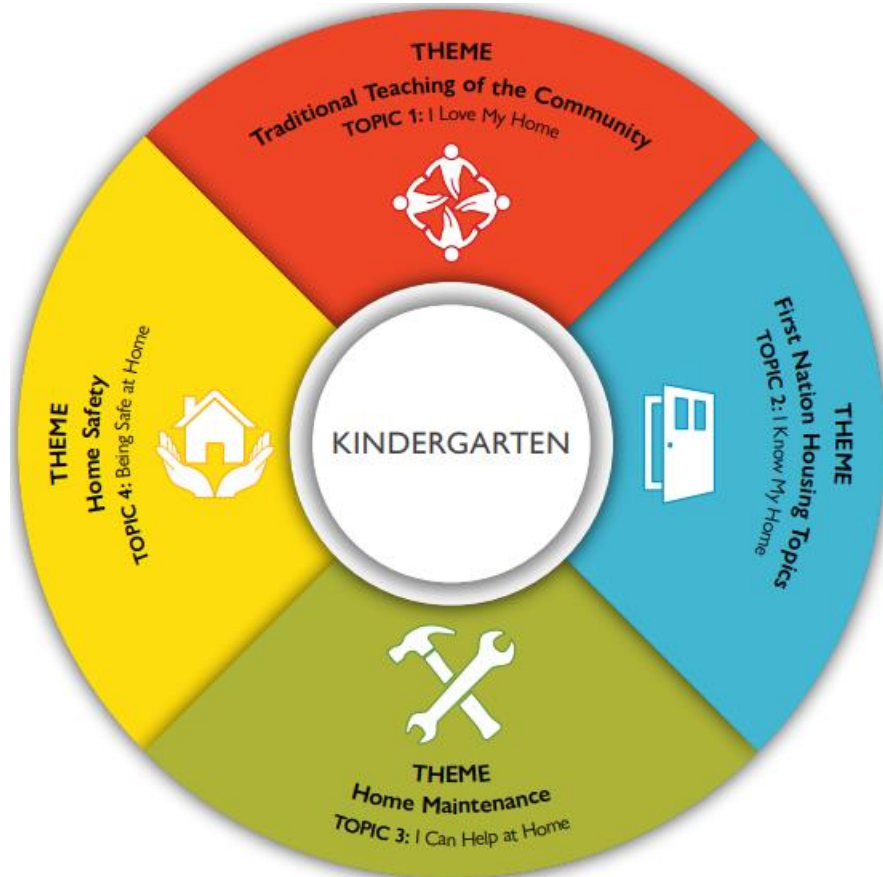 THEME
Traditional Teaching of the Community
TOPIC 1: I Love My Home
THEME
First Nation Housing Topics
TOPIC 2: I Know My Home
THEME
Home Maintenance
TOPIC 3: I Can Help at Home
THEME
Home Safety
TOPIC 4: Being Safe at Home
KINDERGARTEN